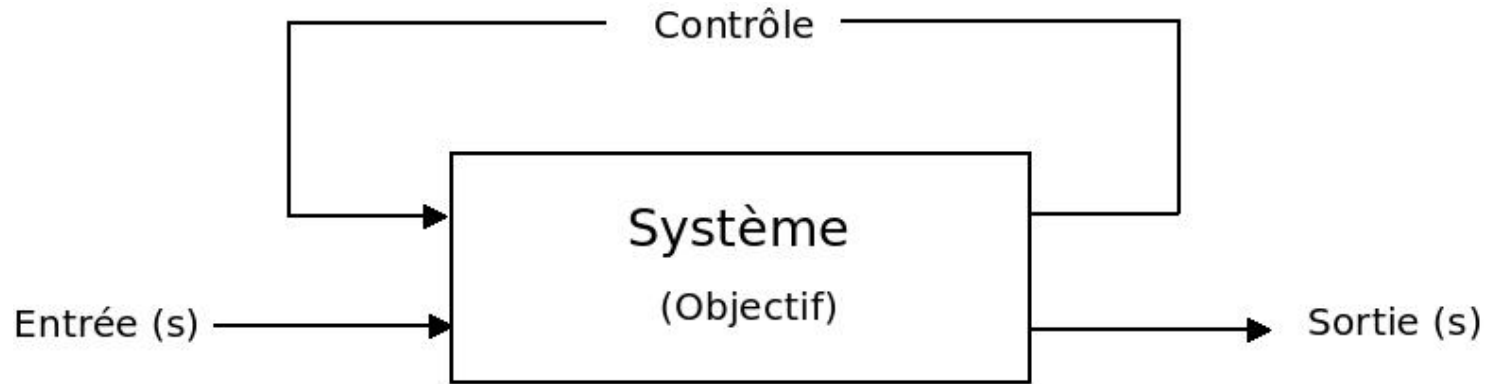 Contrôle
Système
(Objectif)
Entrée (s)
Sortie (s)